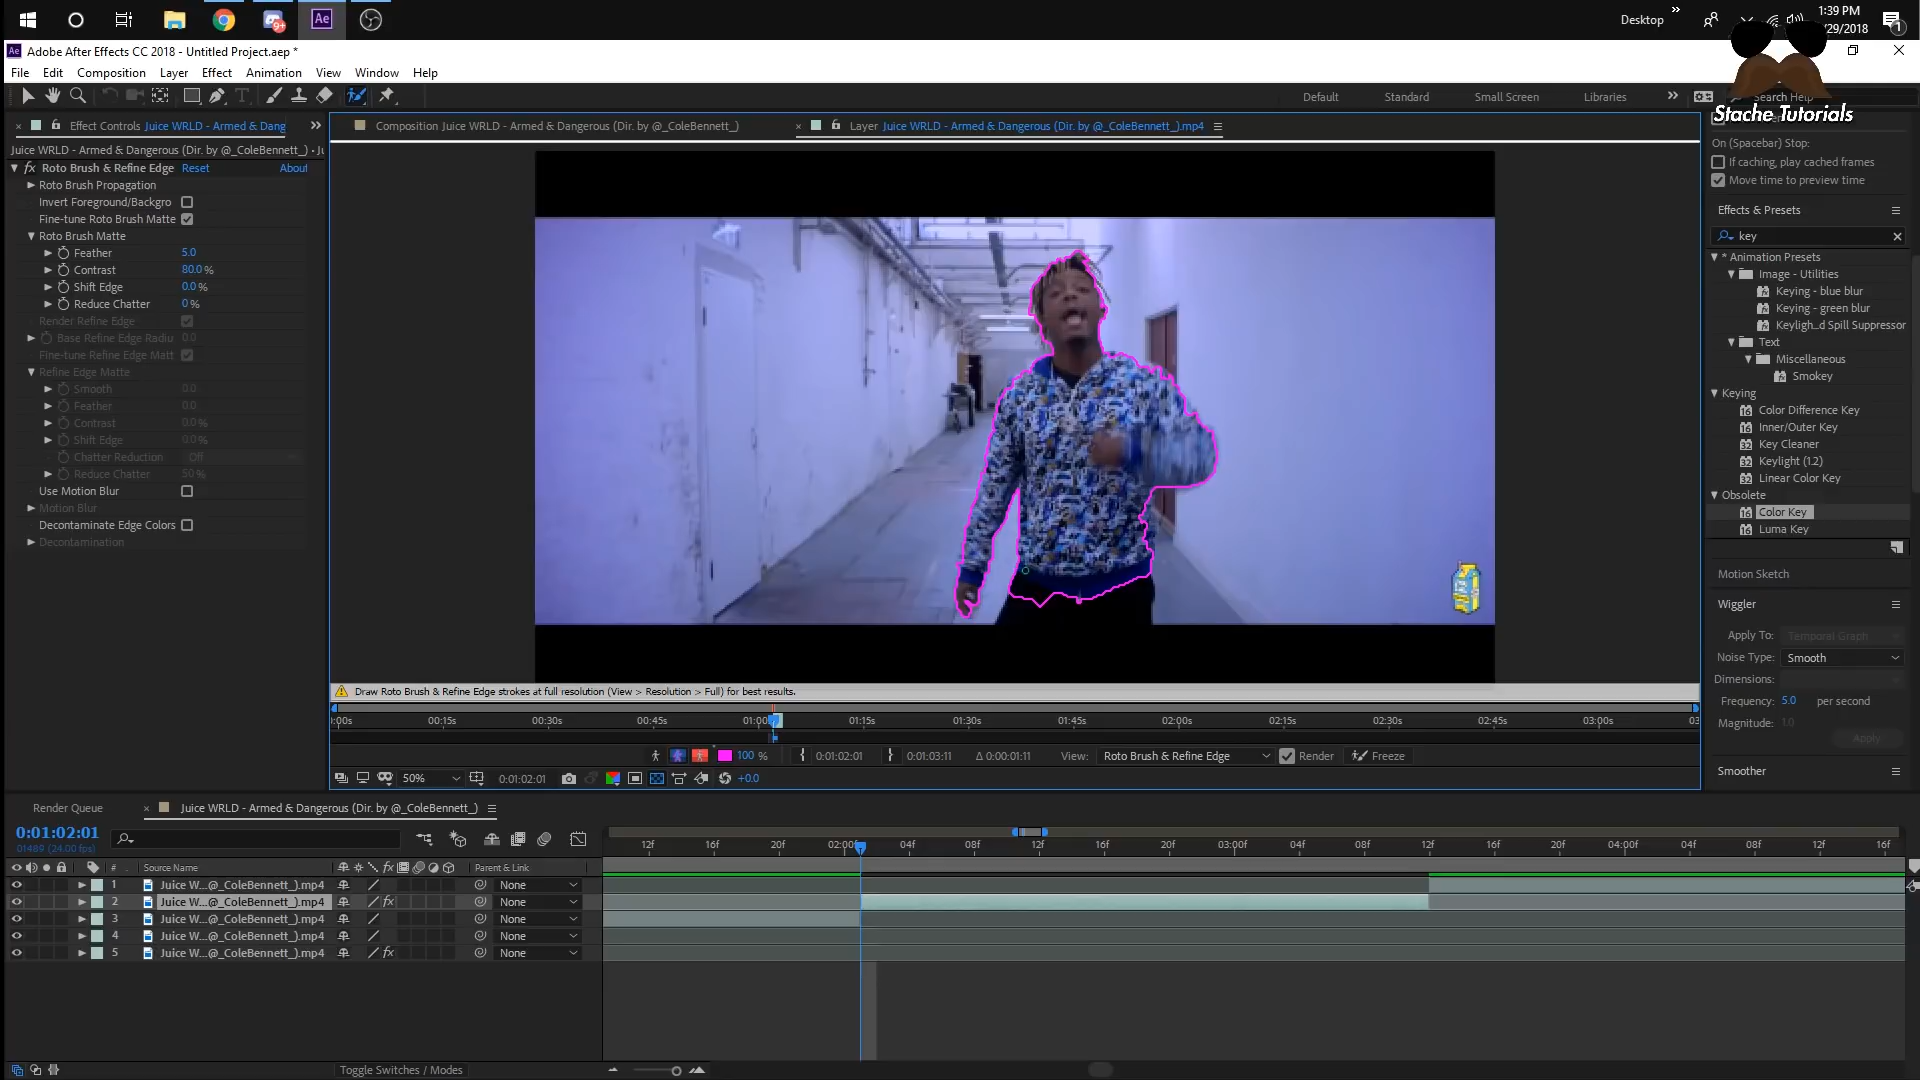 9+
Desktop
1:39 PM
/29/2018
1
Ae Adobe After Effects CC 2018 - Untitled Project.aep *
File Edit Composition Layer Effect Animation View Window Help
Default Standard Small Screen Libraries Search Help
Stache Tutorials
Effect Controls Juice WRLD - Armed & Dang
Composition Juice WRLD - Armed & Dangerous (Dir. by @_ColeBennett_)
Layer Juice WRLD - Armed & Dangerous (Dir. by @_ColeBennett_).mp4
Juice WRLD - Armed & Dangerous (Dir. by @_ColeBennett_) •
fx Roto Brush & Refine Edge Reset About
Roto Brush Propagation
Invert Foreground/Backgro
Fine-tune Roto Brush Matte
Roto Brush Matte
Feather 5.0
Contrast 80.0 %
Shift Edge 0.0 %
Reduce Chatter 0 %
Render Refine Edge
Base Refine Edge Radiu 0.0
Fine-tune Refine Edge Matt
Refine Edge Matte
Smooth 0.0
Feather 0.0
Contrast 0.0 %
Shift Edge 0.0 %
Chatter Reduction Off
Reduce Chatter 50 %
Use Motion Blur
Motion Blur
Decontaminate Edge Colors
Decontamination
On (Spacebar) Stop:
If caching, play cached frames
Move time to preview time
Effects & Presets
key
* Animation Presets
Image - Utilities
Keying - blue blur
Keying - green blur
Keyligh...d Spill Suppressor
Text
Miscellaneous
Smokey
Keying
Color Difference Key
Inner/Outer Key
Key Cleaner
Keylight (1.2)
Linear Color Key
Obsolete
Color Key
Luma Key
Motion Sketch
Wiggler
Apply To: Temporal Graph
Noise Type: Smooth
Dimensions:
Frequency: 5.0 per second
Magnitude: 1.0
Apply
Smoother
Draw Roto Brush & Refine Edge strokes at full resolution (View > Resolution > Full) for best results.
:00s 00:15s 00:30s 00:45s 01:00 01:15s 01:30s 01:45s 02:00s 02:15s 02:30s 02:45s 03:00s 03
100 % 0:01:02:01 0:01:03:11 Δ 0:00:01:11 View: Roto Brush & Refine Edge Render Freeze
50% 0:01:02:01 +0.0
Render Queue Juice WRLD - Armed & Dangerous (Dir. by @_ColeBennett_)
0:01:02:01
01489 (24.00 fps)
12f 16f 20f 02:00f 04f 08f 12f 16f 20f 03:00f 04f 08f 12f 16f 20f 04:00f 04f 08f 12f 16f
# Source Name fx Parent & Link
1 Juice W...@_ColeBennett_).mp4 None
2 Juice W...@_ColeBennett_).mp4 fx None
3 Juice W...@_ColeBennett_).mp4 None
4 Juice W...@_ColeBennett_).mp4 None
5 Juice W...@_ColeBennett_).mp4 fx None
Toggle Switches / Modes